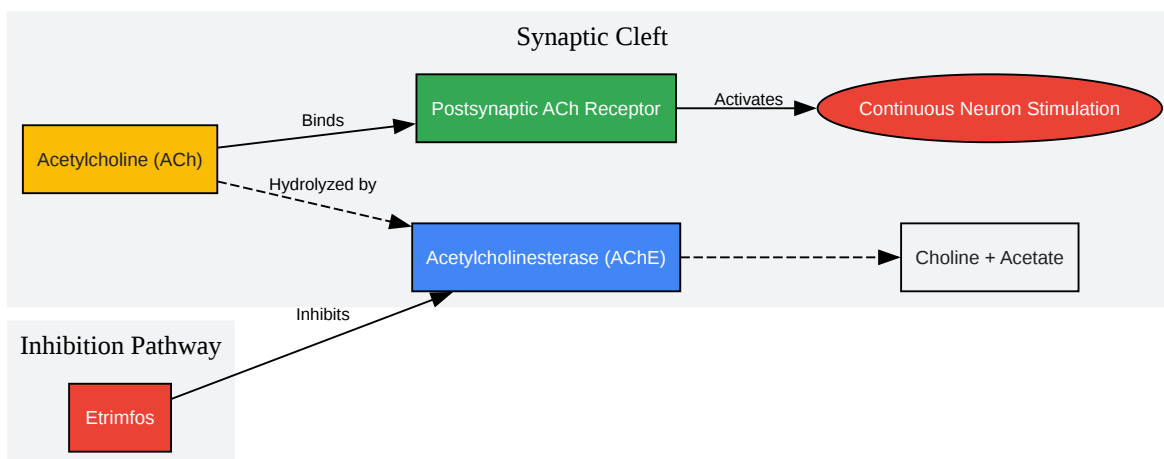 Synaptic Cleft
Postsynaptic ACh Receptor
Activates
Continuous Neuron Stimulation
Binds
Acetylcholine (ACh)
Hydrolyzed by
Acetylcholinesterase (AChE)
Choline + Acetate
Inhibits
Inhibition Pathway
Etrimfos